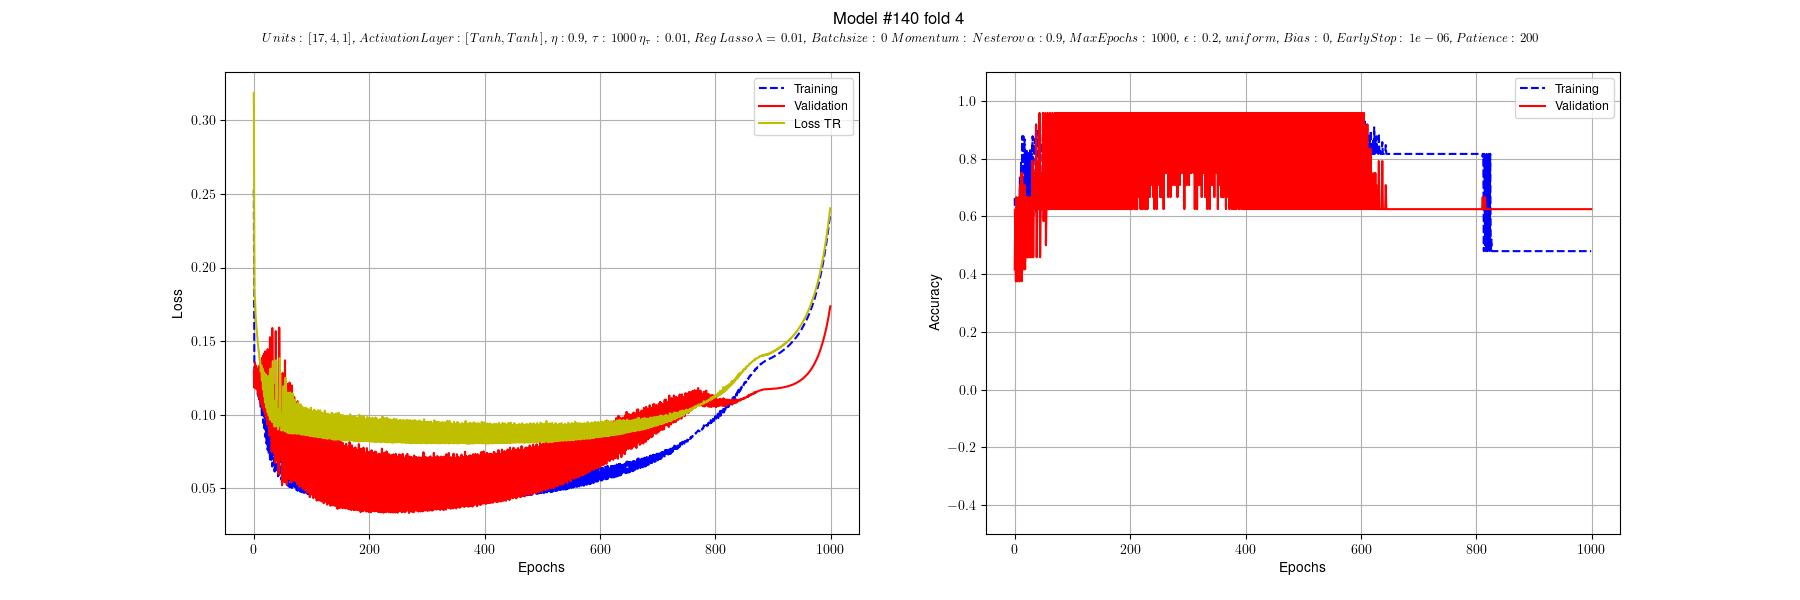 Model #140 fold 4
Units : [17, 4, 1], ActivationLayer : [Tanh, Tanh], η : 0.9, τ : 1000 η_τ : 0.01, Reg Lasso λ = 0.01, Batchsize : 0 Momentum : Nesterov α : 0.9, MaxEpochs : 1000, ϵ : 0.2, uniform, Bias : 0, EarlyStop : 1e − 06, Patience : 200
Training
Validation
Loss TR
0.30
0.25
0.20
0.15
0.10
0.05
Loss
0 200 400 600 800 1000
Epochs
Training
Validation
1.0
0.8
0.6
0.4
0.2
0.0
−0.2
−0.4
Accuracy
0 200 400 600 800 1000
Epochs